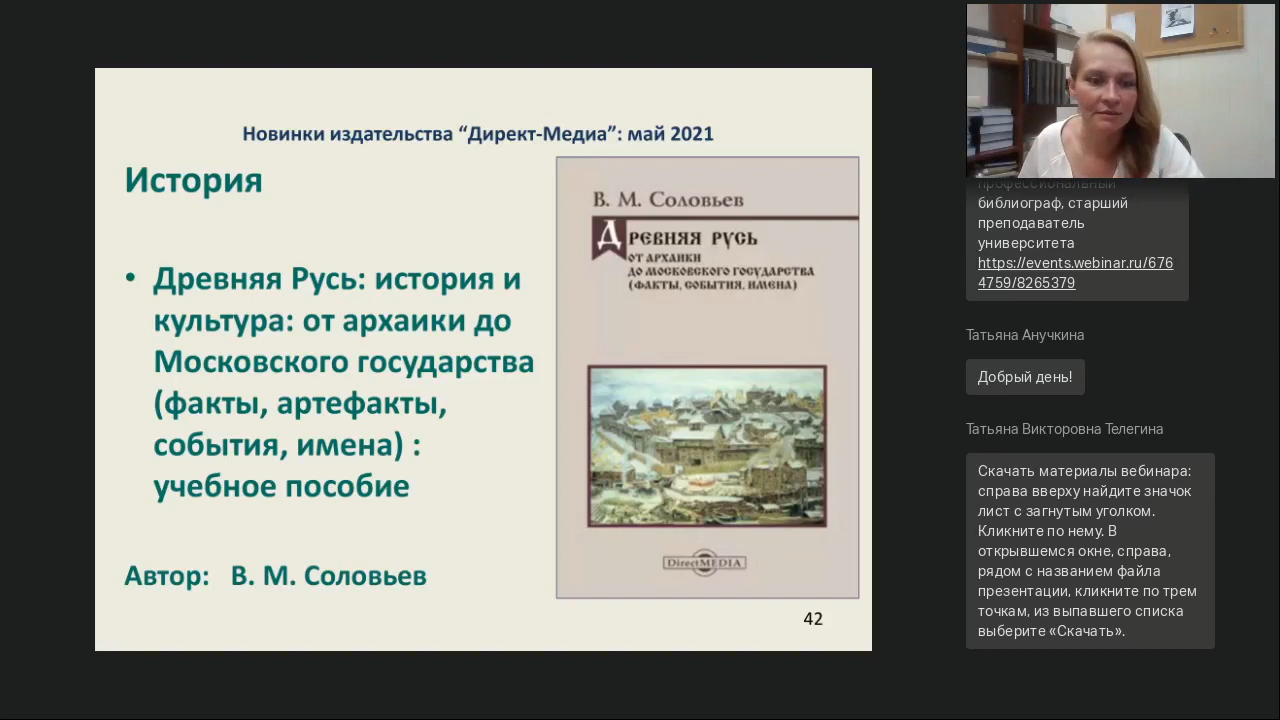 Новинки издательства “Директ-Медиа”: май 2021
История
• Древняя Русь: история и
культура: от архаики до
Московского государства
(факты, артефакты,
события, имена) :
учебное пособие
Автор: В. М. Соловьев
В. М. Соловьев
ДРЕВНЯЯ РУСЬ
ОТ АРХАИКИ
ДО МОСКОВСКОГО ГОСУДАРСТВА
(ФАКТЫ, СОБЫТИЯ, ИМЕНА)
DirectMEDIA
42
профессиональный
библиограф, старший
преподаватель
университета
https://events.webinar.ru/676
4759/8265379
Татьяна Анучкина
Добрый день!
Татьяна Викторовна Телегина
Скачать материалы вебинара:
справа вверху найдите значок
лист с загнутым уголком.
Кликните по нему. В
открывшемся окне, справа,
рядом с названием файла
презентации, кликните по трем
точкам, из выпавшего списка
выберите «Скачать».